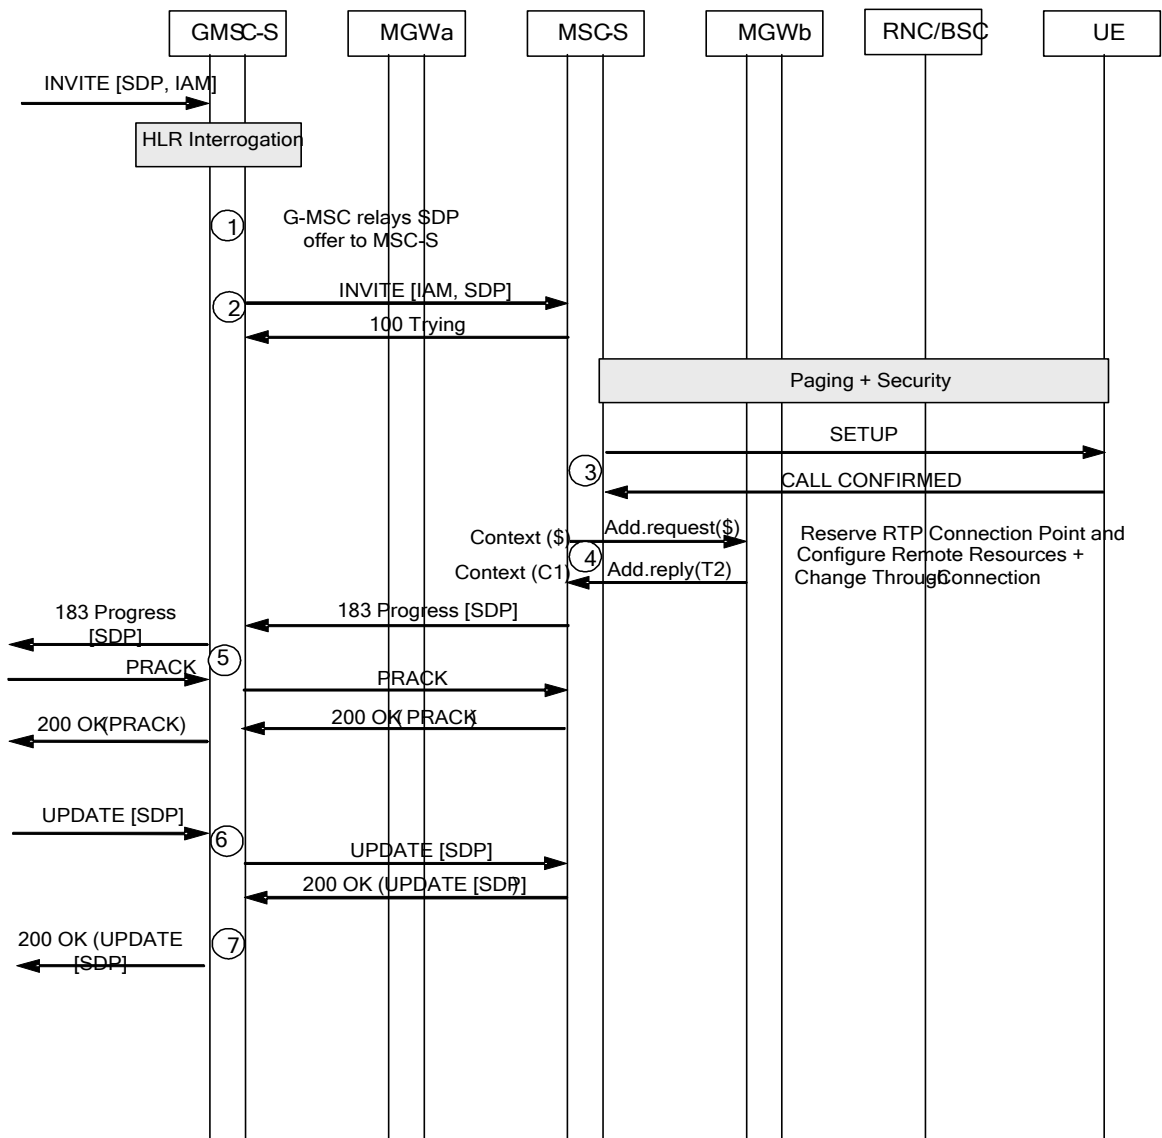 GMSC-S
MGWa
MSC-S
MGWb
RNC/BSC
UE
INVITE [SDP, IAM]
HLR Interrogation
1
G-MSC relays SDP
offer to MSC-S
2
INVITE [IAM, SDP]
100 Trying
Paging + Security
SETUP
3
CALL CONFIRMED
Context ($)
Add.request($)
4
Context (C1)
Add.reply(T2)
Reserve RTP Connection Point and
Configure Remote Resources +
Change Through-Connection
183 Progress [SDP]
183 Progress
[SDP]
5
PRACK
PRACK
200 OK (PRACK)
200 OK (PRACK)
UPDATE [SDP]
6
UPDATE [SDP]
200 OK (UPDATE [SDP])
7
200 OK (UPDATE
[SDP]